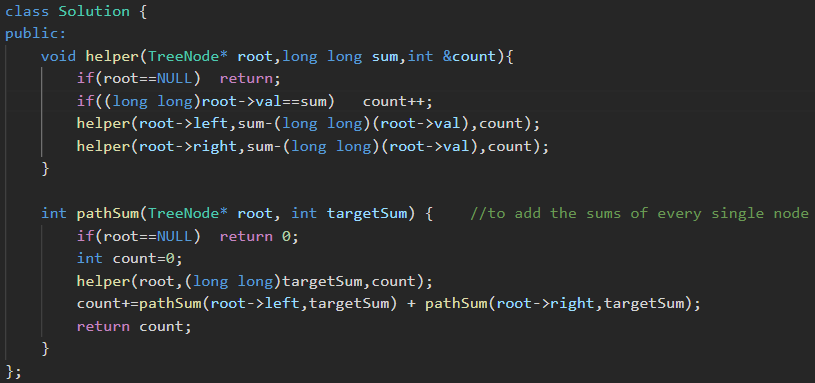 class Solution {
public:
    void helper(TreeNode* root,long long sum,int &count){
        if(root==NULL)  return;
        if((long long)root->val==sum)   count++;
        helper(root->left,sum-(long long)(root->val),count);
        helper(root->right,sum-(long long)(root->val),count);
    }

    int pathSum(TreeNode* root, int targetSum) {    //to add the sums of every single node
        if(root==NULL)  return 0;
        int count=0;
        helper(root,(long long)targetSum,count);
        count+=pathSum(root->left,targetSum) + pathSum(root->right,targetSum);
        return count;
    }
};